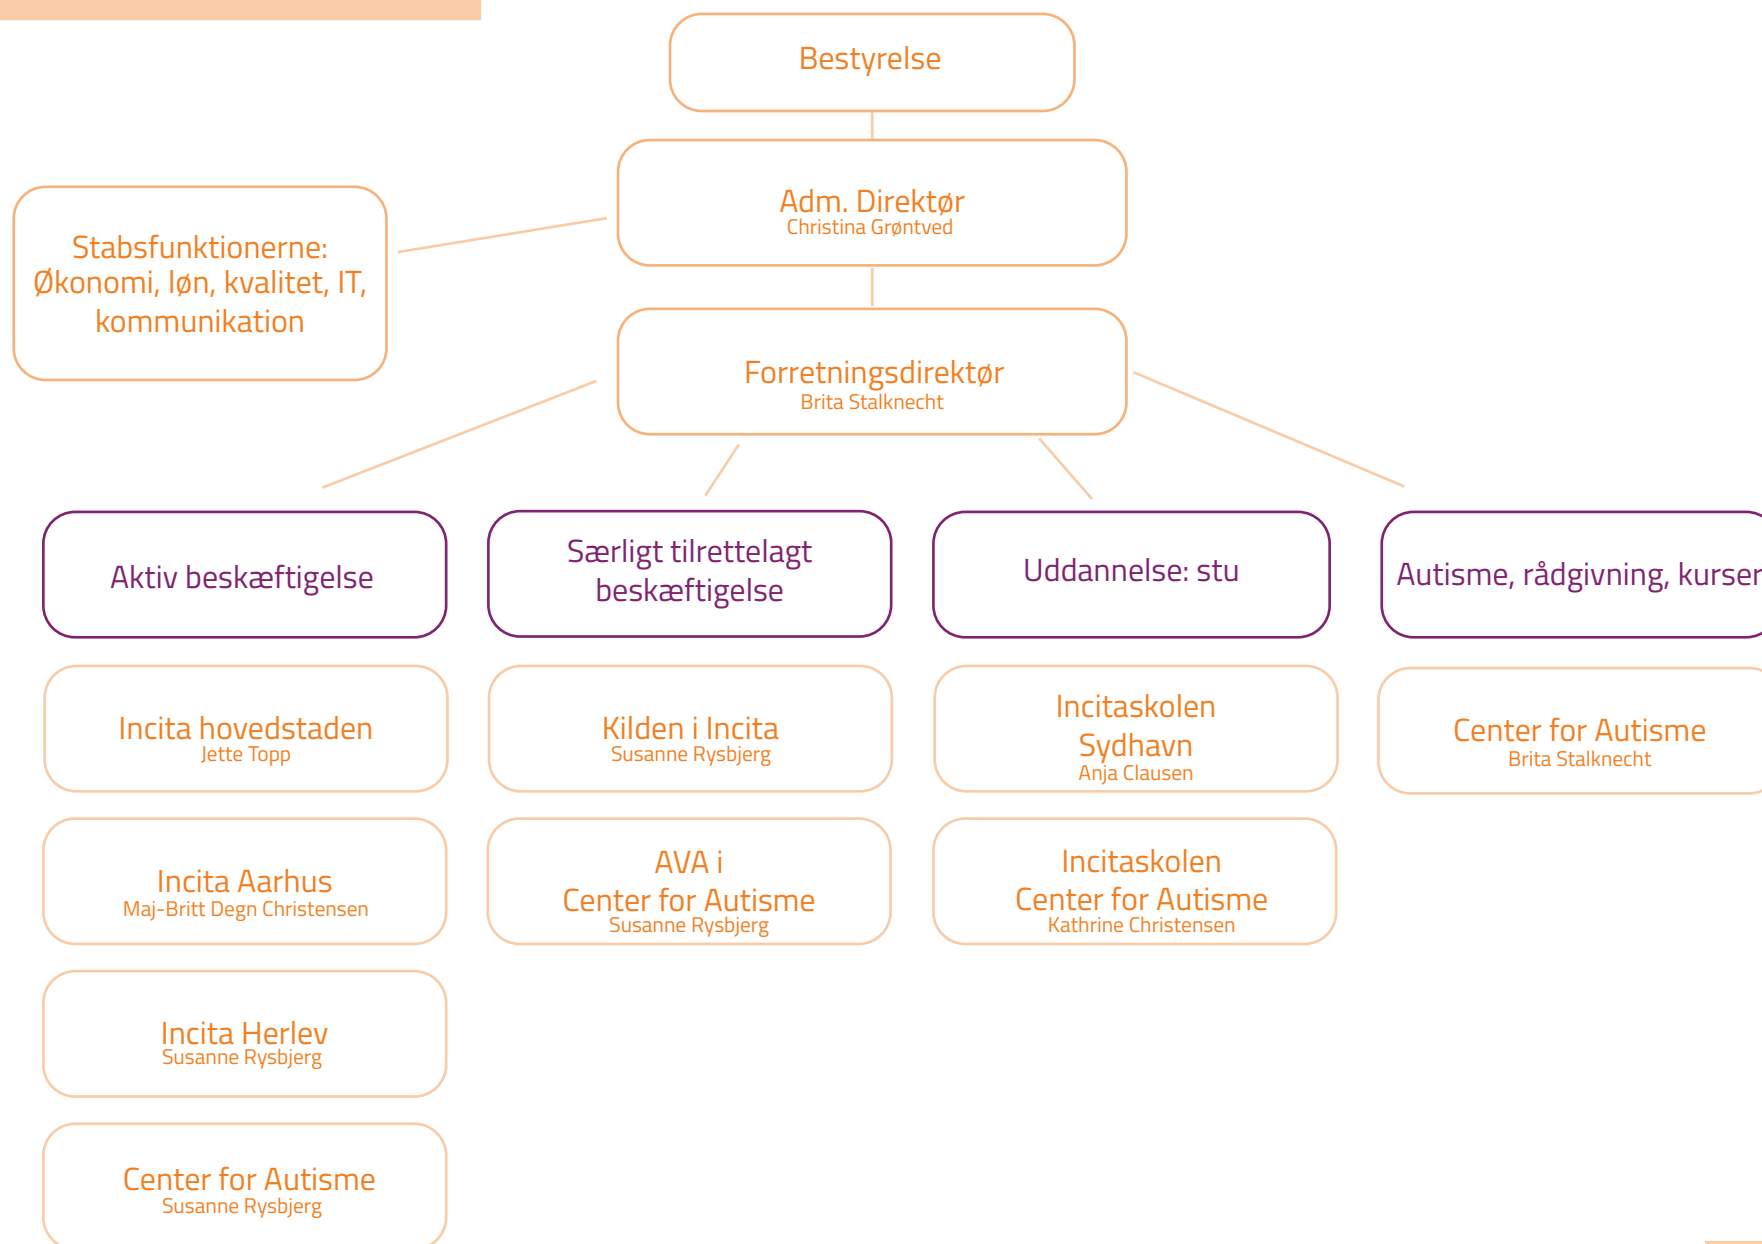 Bestyrelse
Adm. Direktør
Christina Grøntved
Stabsfunktionerne:
Økonomi, løn, kvalitet, IT,
kommunikation
Forretningsdirektør
Brita Stalknecht
Aktiv beskæftigelse
Særligt tilrettelagt
beskæftigelse
Uddannelse: stu
Autisme, rådgivning, kurser
Incita hovedstaden
Jette Topp
Kilden i Incita
Susanne Rysbjerg
Incitaskolen
Sydhavn
Anja Clausen
Center for Autisme
Brita Stalknecht
Incita Aarhus
Maj-Britt Degn Christensen
AVA i
Center for Autisme
Susanne Rysbjerg
Incitaskolen
Center for Autisme
Kathrine Christensen
Incita Herlev
Susanne Rysbjerg
Center for Autisme
Susanne Rysbjerg